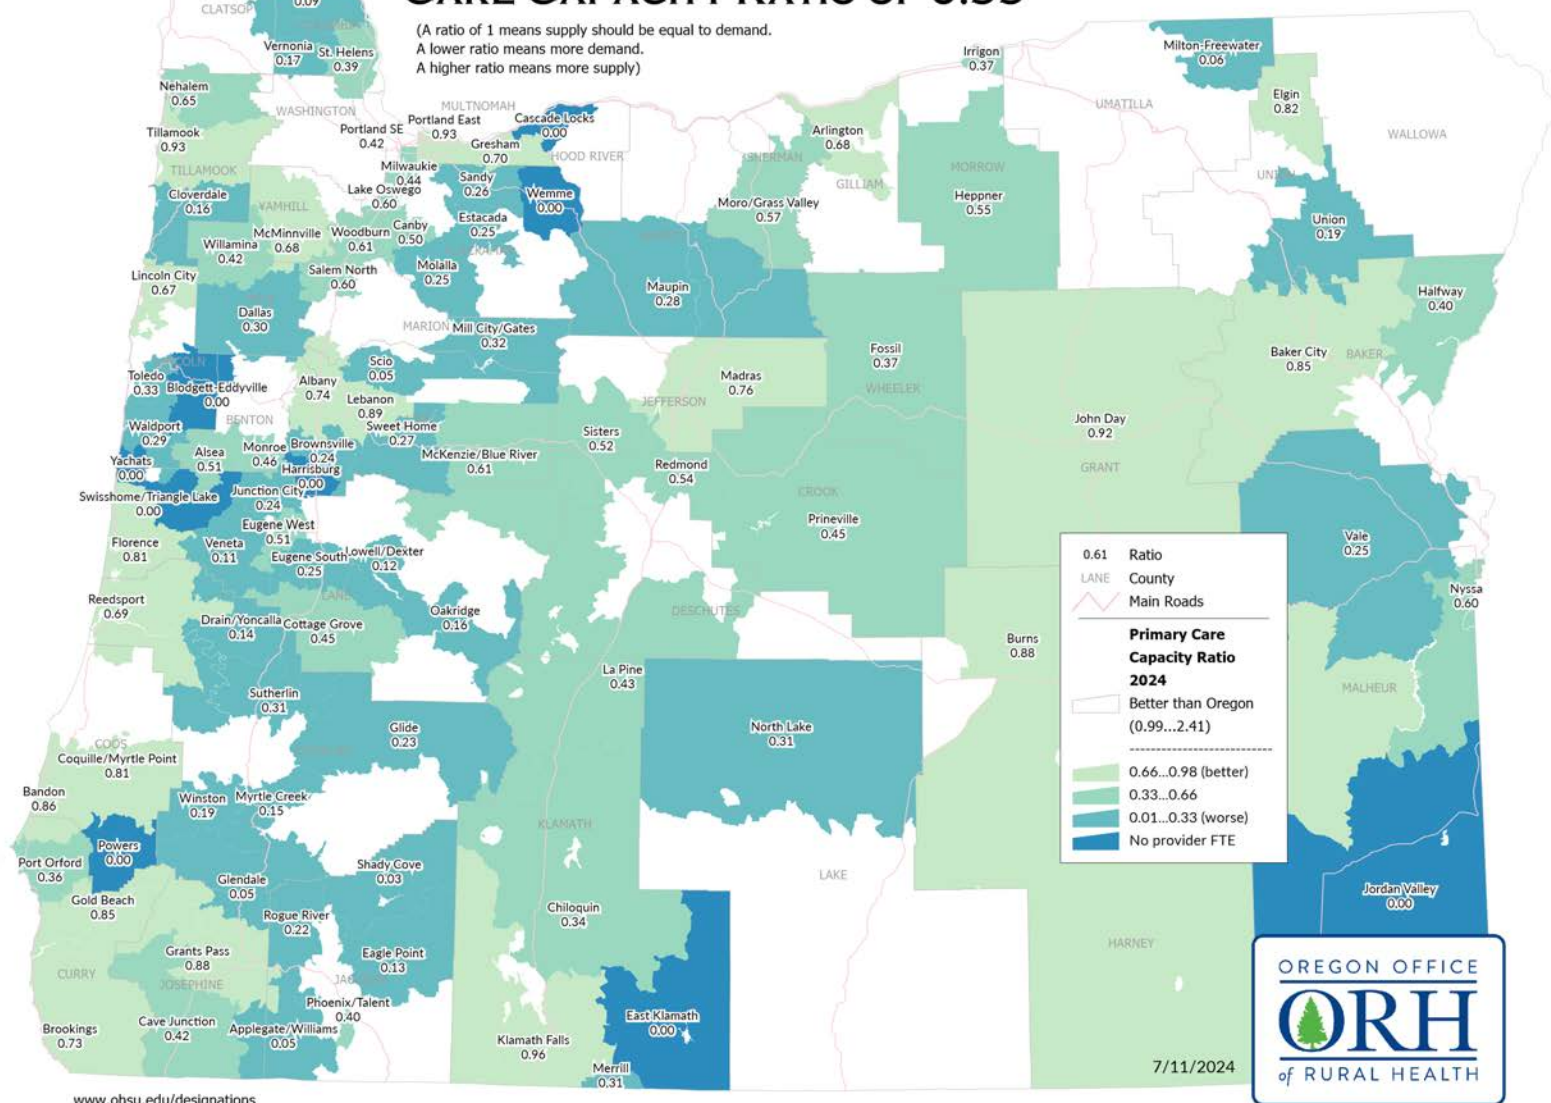 CLATSOP
0.09
(A ratio of 1 means supply should be equal to demand.
A lower ratio means more demand.
A higher ratio means more supply)
Vernonia
0.17
St. Helens
0.39
Irrigon
0.37
Milton-Freewater
0.06
Nehalem
0.65
WASHINGTON
MULTNOMAH
UMATILLA
Elgin
0.82
WALLOWA
Tillamook
0.93
TILLAMOOK
Portland SE
0.42
Portland East
0.93
Cascade Locks
0.00
Gresham
0.70
HOOD RIVER
Arlington
0.68
SHERMAN
GILLIAM
MORROW
Milwaukie
0.44
Lake Oswego
0.60
Sandy
0.26
Wemme
0.00
Cloverdale
0.16
YAMHILL
Moro/Grass Valley
0.57
Heppner
0.55
UNION
Union
0.19
McMinnville
0.68
Willamina
0.42
Woodburn
0.61
Canby
0.50
Estacada
0.25
Molalla
0.25
Lincoln City
0.67
Salem North
0.60
Maupin
0.28
Halfway
0.40
Dallas
0.30
MARION
Mill City/Gates
0.32
Fossil
0.37
WHEELER
Baker City
0.85
BAKER
Toledo
0.33
Blodgett-Eddyville
0.00
BENTON
Albany
0.74
Scio
0.05
Lebanon
0.89
Madras
0.76
JEFFERSON
John Day
0.92
GRANT
Waldport
0.29
Sweet Home
0.27
Sisters
0.52
Yachats
0.00
Alsea
0.51
Monroe
0.46
Brownsville
0.24
Harrisburg
0.00
McKenzie/Blue River
0.61
Redmond
0.54
CROOK
Prineville
0.45
Swisshome/Triangle Lake
0.00
Junction City
0.24
Eugene West
0.51
Florence
0.81
Veneta
0.11
Eugene South
0.25
Lowell/Dexter
0.12
Vale
0.25
Nyssa
0.60
LANE
DESCHUTES
Reedsport
0.69
Drain/Yoncalla
0.14
Cottage Grove
0.45
Oakridge
0.16
Burns
0.88
La Pine
0.43
MALHEUR
Sutherlin
0.31
Glide
0.23
North Lake
0.31
COOS
Coquille/Myrtle Point
0.81
Bandon
0.86
Winston
0.19
Myrtle Creek
0.15
KLAMATH
Powers
0.00
Port Orford
0.36
Shady Cove
0.03
LAKE
Glendale
0.05
Gold Beach
0.85
Rogue River
0.22
Chiloquin
0.34
Jordan Valley
0.00
Grants Pass
0.88
Eagle Point
0.13
HARNEY
CURRY
JOSEPHINE
Phoenix/Talent
0.40
Brookings
0.73
Cave Junction
0.42
Applegate/Williams
0.05
East Klamath
0.00
Klamath Falls
0.96
Merrill
0.31
0.61 Ratio
LANE County
Main Roads
Primary Care
Capacity Ratio
2024
Better than Oregon
(0.99...2.41)
0.66...0.98 (better)
0.33...0.66
0.01...0.33 (worse)
No provider FTE
7/11/2024
OREGON OFFICE
ORH
of RURAL HEALTH
www.ohsu.edu/designations